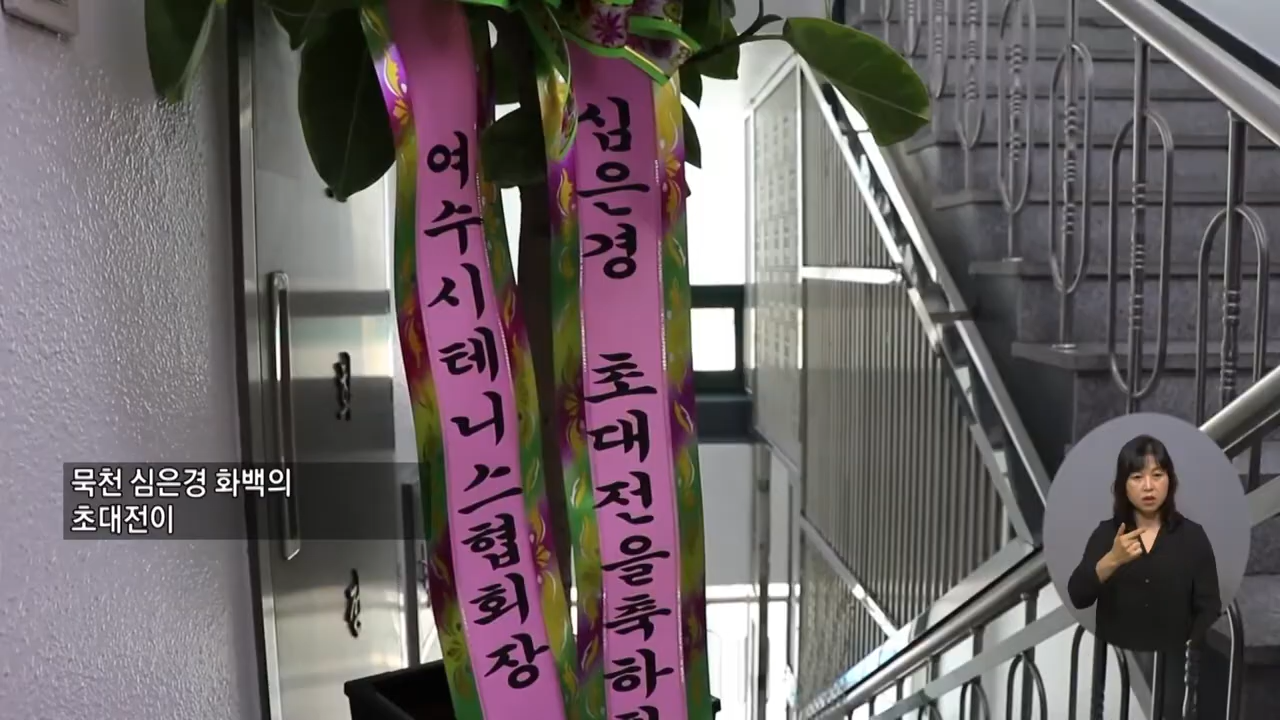 여수시테니스협회장
심은경 초대전을축하
묵천 심은경 화백의
초대전이